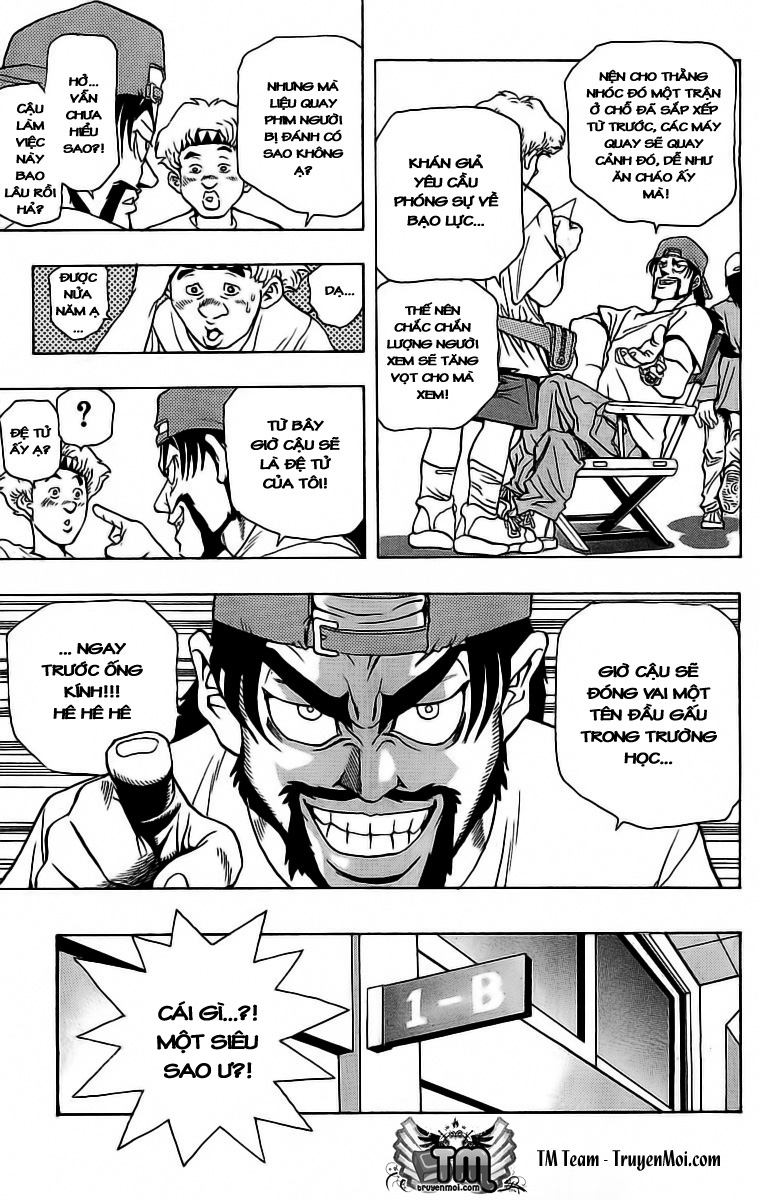 NỆN CHO THẰNG
NHÓC ĐÓ MỘT TRẬN
Ở CHỖ ĐÃ SẮP XẾP
TỪ TRƯỚC, CÁC MÁY
QUAY SẼ QUAY
CẢNH ĐÓ, DỄ NHƯ
ĂN CHÁO ẤY
MÀ!
KHÁN GIẢ
YÊU CẦU
PHÓNG SỰ VỀ
BẠO LỰC...
THẾ NÊN
CHẮC CHẮN
LƯỢNG NGƯỜI
XEM SẼ TĂNG
VỌT CHO MÀ
XEM!
NHƯNG MÀ
LIỆU QUAY
PHIM NGƯỜI
BỊ ĐÁNH CÓ
SAO KHÔNG
Ạ?
HỞ...
VẪN
CHƯA
HIỂU
SAO?!
CẬU
LÀM
VIỆC
NÀY BAO
LÂU RỒI
HẢ?
DẠ...
ĐƯỢC
NỬA
NĂM Ạ
...
TỪ BÂY
GIỜ CẬU SẼ
LÀ ĐỆ TỬ
CỦA TÔI!
?
ĐỆ TỬ
ẤY Ạ?
GIỜ CẬU SẼ
ĐÓNG VAI MỘT
TÊN ĐẦU GẤU
TRONG TRƯỜNG
HỌC...
... NGAY
TRƯỚC ỐNG
KÍNH!!!
HÊ HÊ HÊ
1-B
CÁI GÌ...?!
MỘT SIÊU
SAO Ư?!
TM
truyenmoi.com
TM Team - TruyenMoi.com